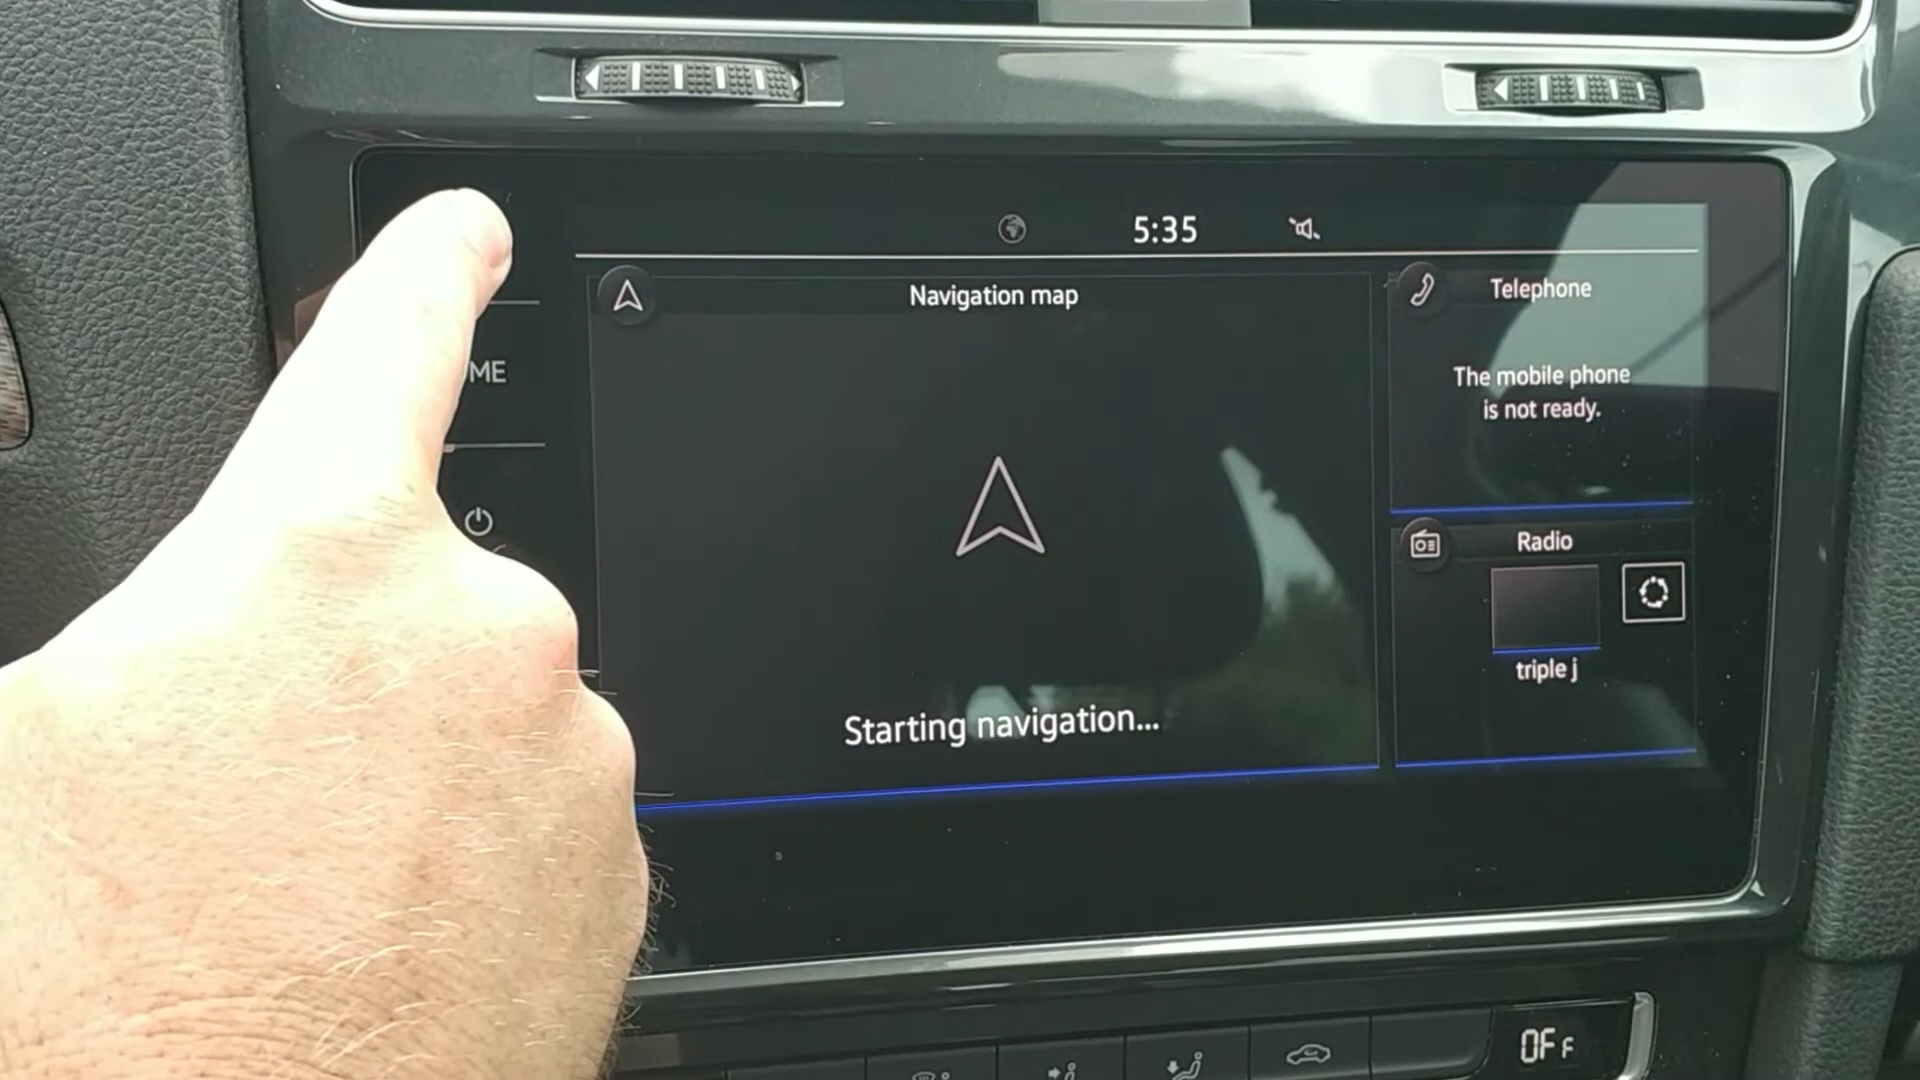 5:35
Navigation map
Telephone
ME
The mobile phone
is not ready.
Radio
triple j
Starting navigation...
OFF